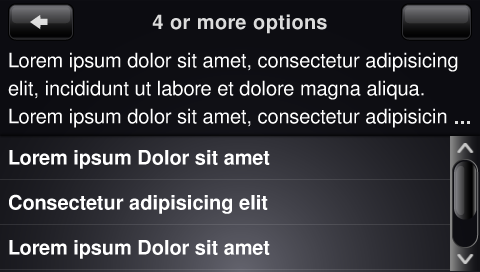 4 or more options
Lorem ipsum dolor sit amet, consectetur adipisicing
elit, incididunt ut labore et dolore magna aliqua.
Lorem ipsum dolor sit amet, consectetur adipisicin ...
Lorem ipsum Dolor sit amet
Consectetur adipisicing elit
Lorem ipsum Dolor sit amet